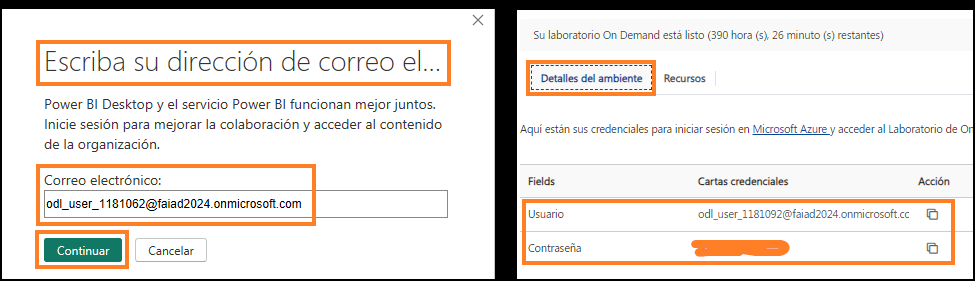 Escriba su dirección de correo el...
Power BI Desktop y el servicio Power BI funcionan mejor juntos.
Inicie sesión para mejorar la colaboración y acceder al contenido
de la organización.
Correo electrónico:
odl_user_1181062@faiad2024.onmicrosoft.com
Continuar
Cancelar
Su laboratorio On Demand está listo (390 hora (s), 26 minuto (s) restantes)
Detalles del ambiente
Recursos
Aquí están sus credenciales para iniciar sesión en Microsoft Azure y acceder al Laboratorio de On
Fields
Cartas credenciales
Acción
Usuario
odl_user_1181092@faiad2024.onmicrosoft.cc
Contraseña